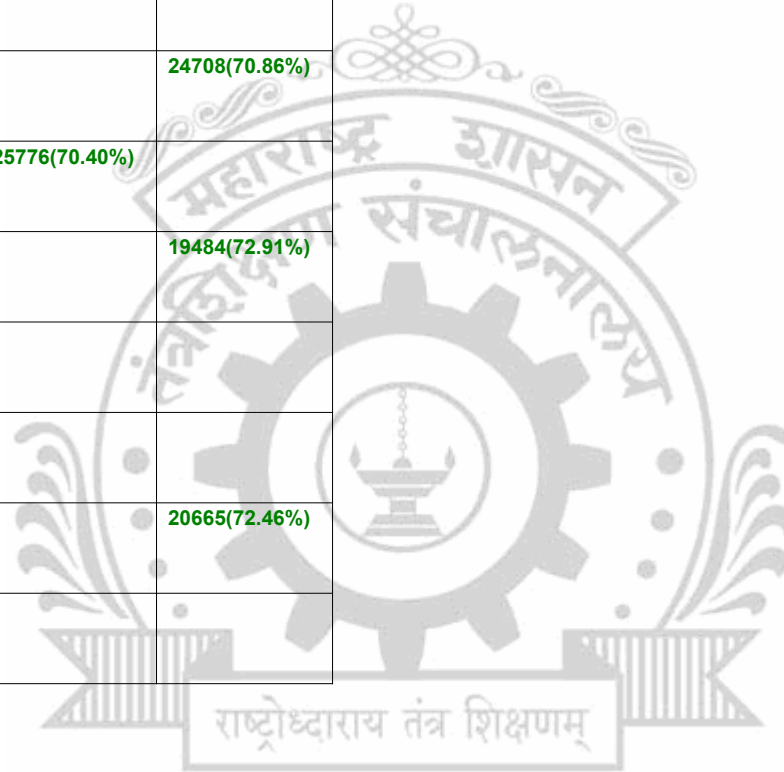 24708(70.86%)
25776(70.40%)
19484(72.91%)
20665(72.46%)
महाराष्ट्र शासन
तंत्रशिक्षण संचालनालय
राष्ट्रोध्दाराय तंत्र शिक्षणम्